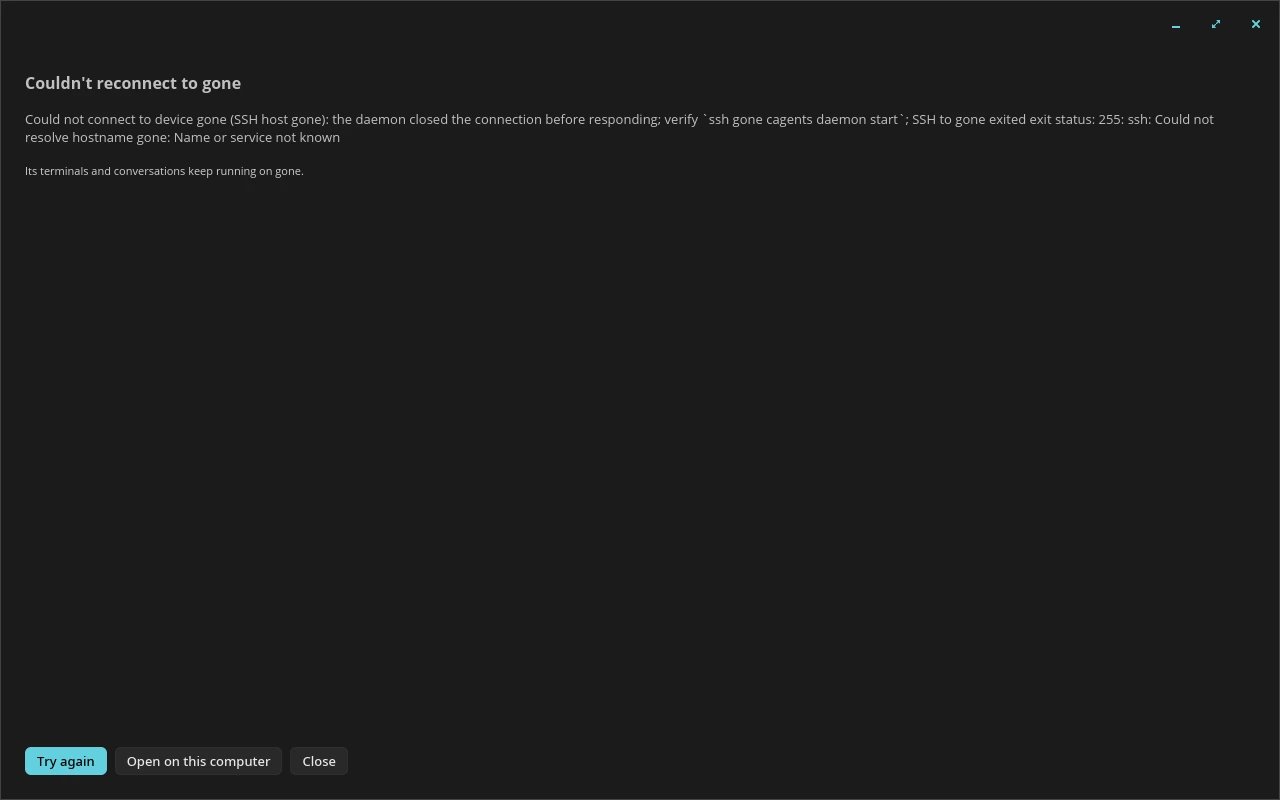 Couldn't reconnect to gone
Could not connect to device gone (SSH host gone): the daemon closed the connection before responding; verify `ssh gone cagents daemon start`; SSH to gone exited exit status: 255: ssh: Could not
resolve hostname gone: Name or service not known
Its terminals and conversations keep running on gone.
Try again
Open on this computer
Close